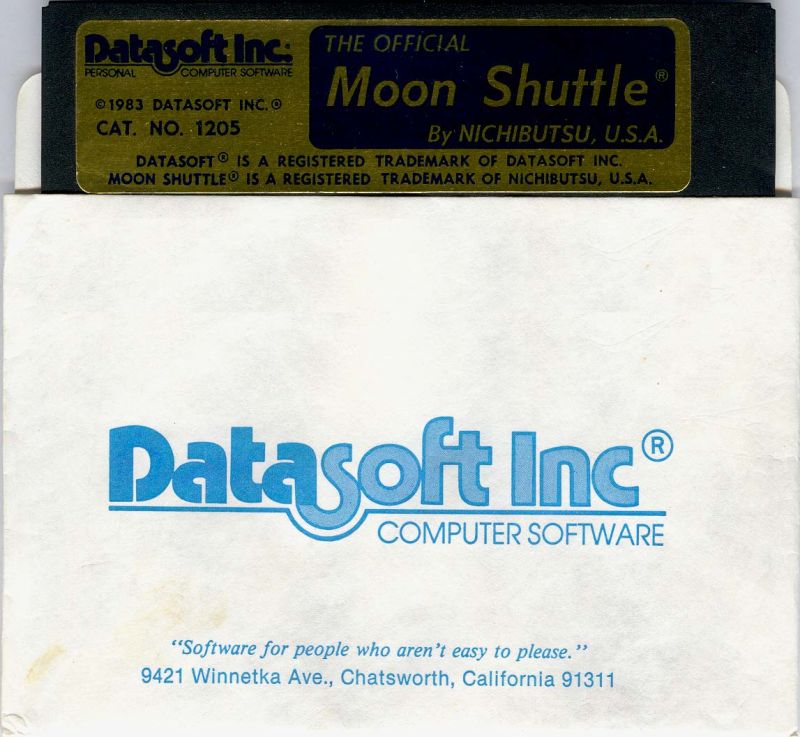 Datasoft Inc.
PERSONAL COMPUTER SOFTWARE
©1983 DATASOFT INC.®
CAT. NO. 1205
THE OFFICIAL
Moon Shuttle®
By NICHIBUTSU, U.S.A.
DATASOFT® IS A REGISTERED TRADEMARK OF DATASOFT INC.
MOON SHUTTLE® IS A REGISTERED TRADEMARK OF NICHIBUTSU, U.S.A.
Datasoft Inc®
COMPUTER SOFTWARE
"Software for people who aren't easy to please."
9421 Winnetka Ave., Chatsworth, California 91311